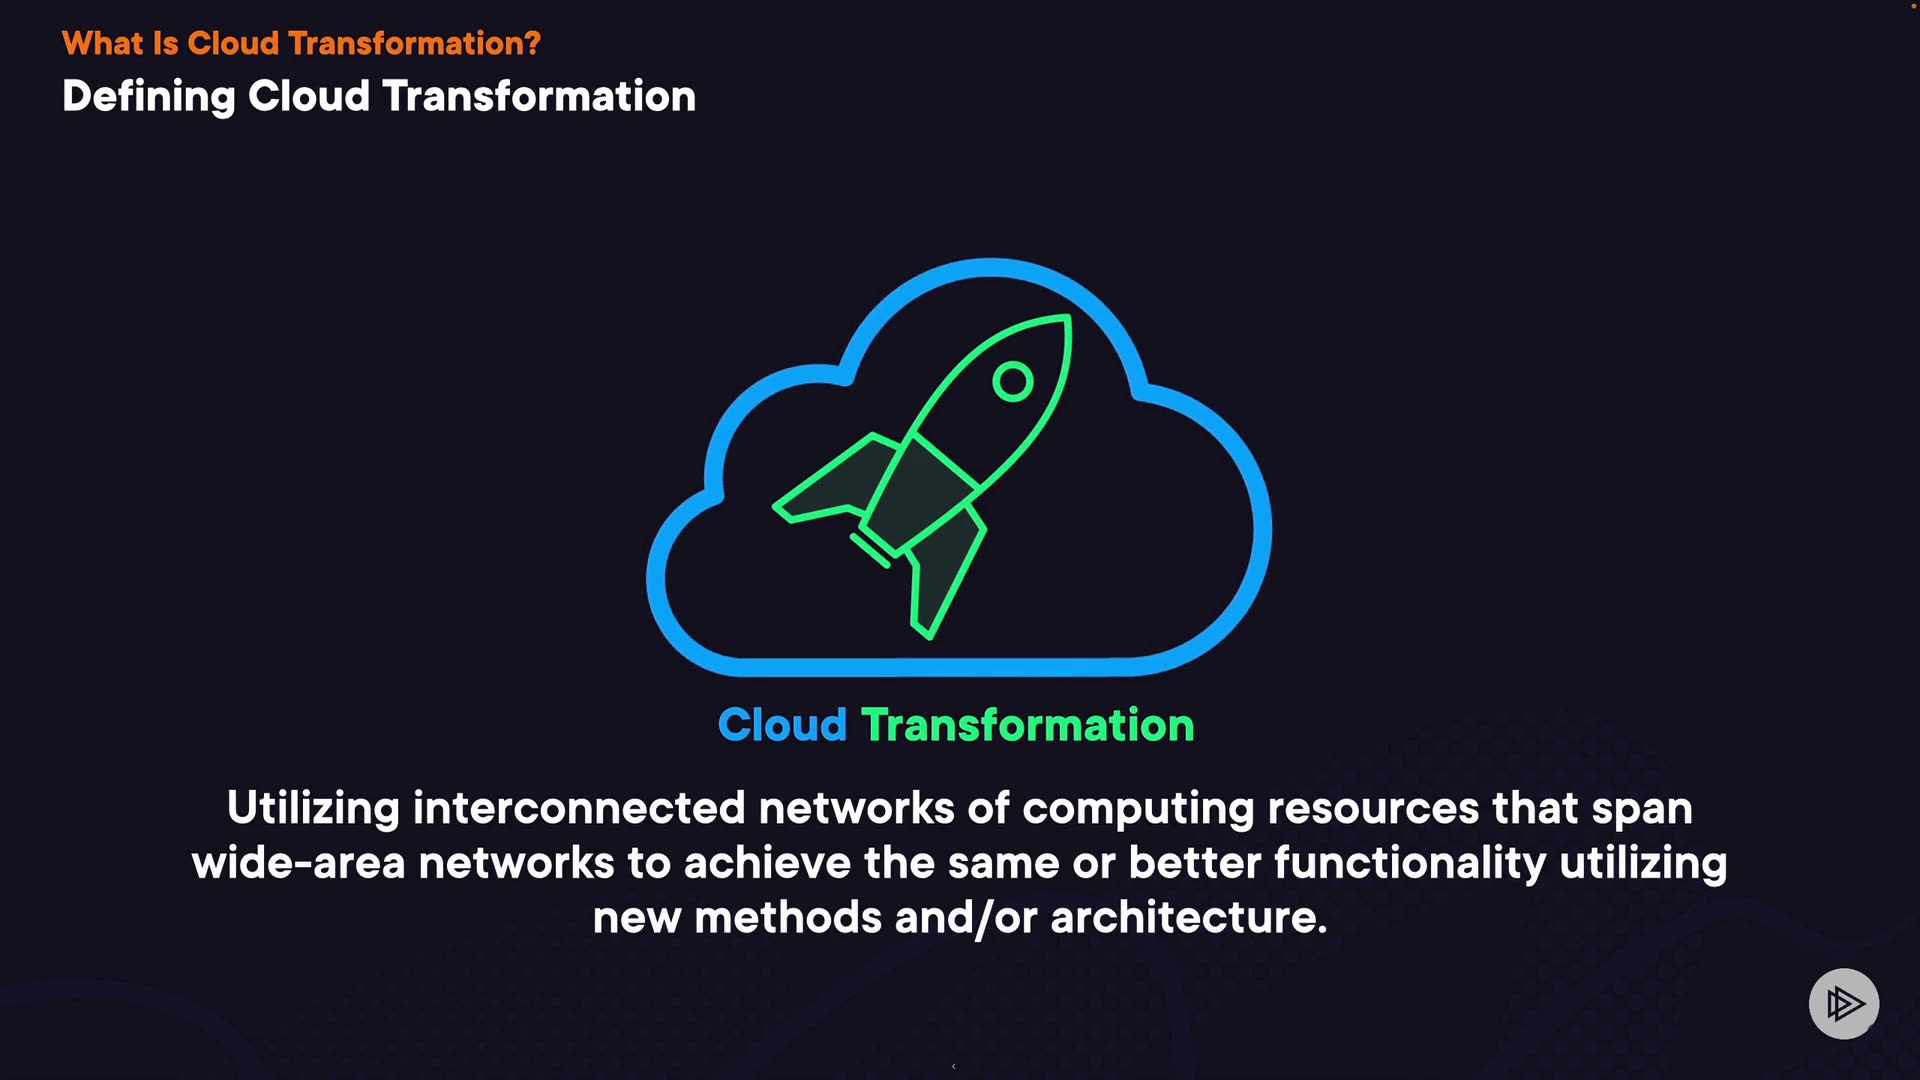 What Is Cloud Transformation?
Defining Cloud Transformation
Cloud Transformation
Utilizing interconnected networks of computing resources that span
wide-area networks to achieve the same or better functionality utilizing
new methods and/or architecture.